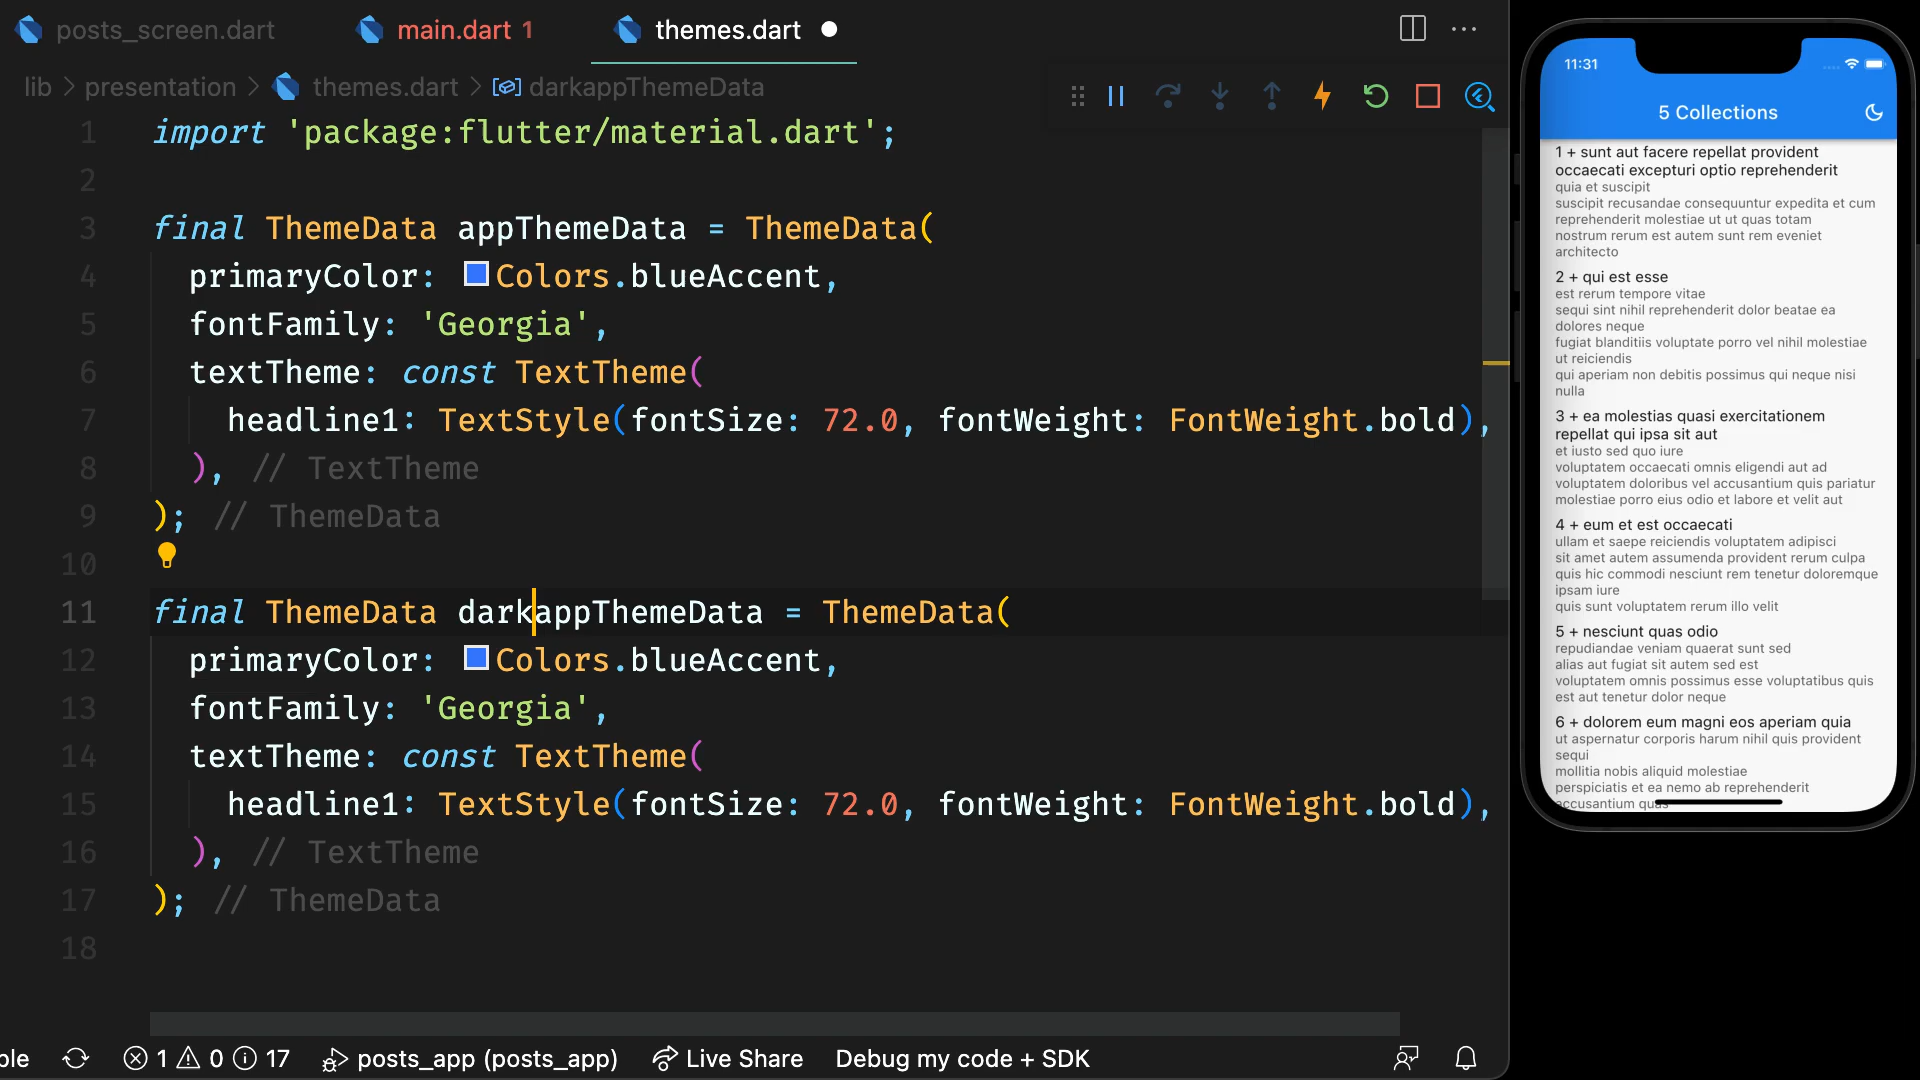 posts_screen.dart
main.dart 1
themes.dart
lib > presentation > themes.dart > darkappThemeData
1 import 'package:flutter/material.dart';
2
3 final ThemeData appThemeData = ThemeData(
4 primaryColor: Colors.blueAccent,
5 fontFamily: 'Georgia',
6 textTheme: const TextTheme(
7 headline1: TextStyle(fontSize: 72.0, fontWeight: FontWeight.bold),
8 ), // TextTheme
9 ); // ThemeData
10
11 final ThemeData darkappThemeData = ThemeData(
12 primaryColor: Colors.blueAccent,
13 fontFamily: 'Georgia',
14 textTheme: const TextTheme(
15 headline1: TextStyle(fontSize: 72.0, fontWeight: FontWeight.bold),
16 ), // TextTheme
17 ); // ThemeData
18
ple
1 0 17
posts_app (posts_app)
Live Share
Debug my code + SDK
11:31
5 Collections
1 + sunt aut facere repellat provident
occaecati excepturi optio reprehenderit
quia et suscipit
suscipit recusandae consequuntur expedita et cum
reprehenderit molestiae ut ut quas totam
nostrum rerum est autem sunt rem eveniet
architecto
2 + qui est esse
est rerum tempore vitae
sequi sint nihil reprehenderit dolor beatae ea
dolores neque
fugiat blanditiis voluptate porro vel nihil molestiae
ut reiciendis
qui aperiam non debitis possimus qui neque nisi
nulla
3 + ea molestias quasi exercitationem
repellat qui ipsa sit aut
et iusto sed quo iure
voluptatem occaecati omnis eligendi aut ad
voluptatem doloribus vel accusantium quis pariatur
molestiae porro eius odio et labore et velit aut
4 + eum et est occaecati
ullam et saepe reiciendis voluptatem adipisci
sit amet autem assumenda provident rerum culpa
quis hic commodi nesciunt rem tenetur doloremque
ipsam iure
quis sunt voluptatem rerum illo velit
5 + nesciunt quas odio
repudiandae veniam quaerat sunt sed
alias aut fugiat sit autem sed est
voluptatem omnis possimus esse voluptatibus quis
est aut tenetur dolor neque
6 + dolorem eum magni eos aperiam quia
ut aspernatur corporis harum nihil quis provident
sequi
mollitia nobis aliquid molestiae
perspiciatis et ea nemo ab reprehenderit
accusantium quas